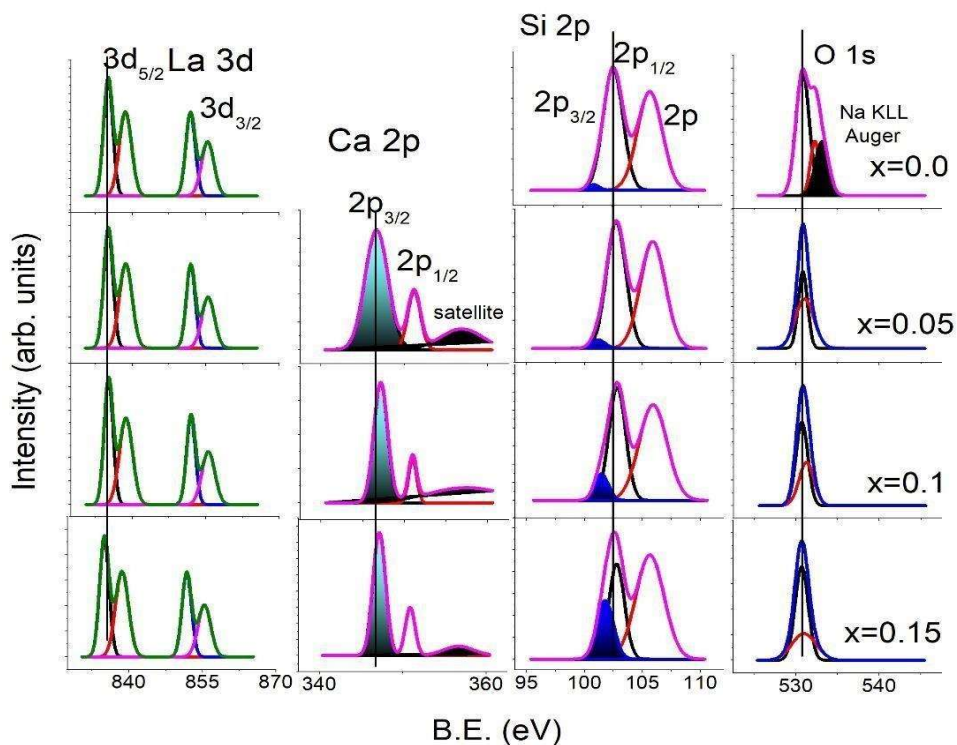 Si 2p
3d5/2 La 3d
3d3/2
Ca 2p
2p1/2
2p3/2
2p
O 1s
Na KLL
Auger
x=0.0
2p3/2
2p1/2
satellite
x=0.05
x=0.1
x=0.15
Intensity (arb. units)
840 855 870
340 360
95 100 105 110
530 540
B.E. (eV)